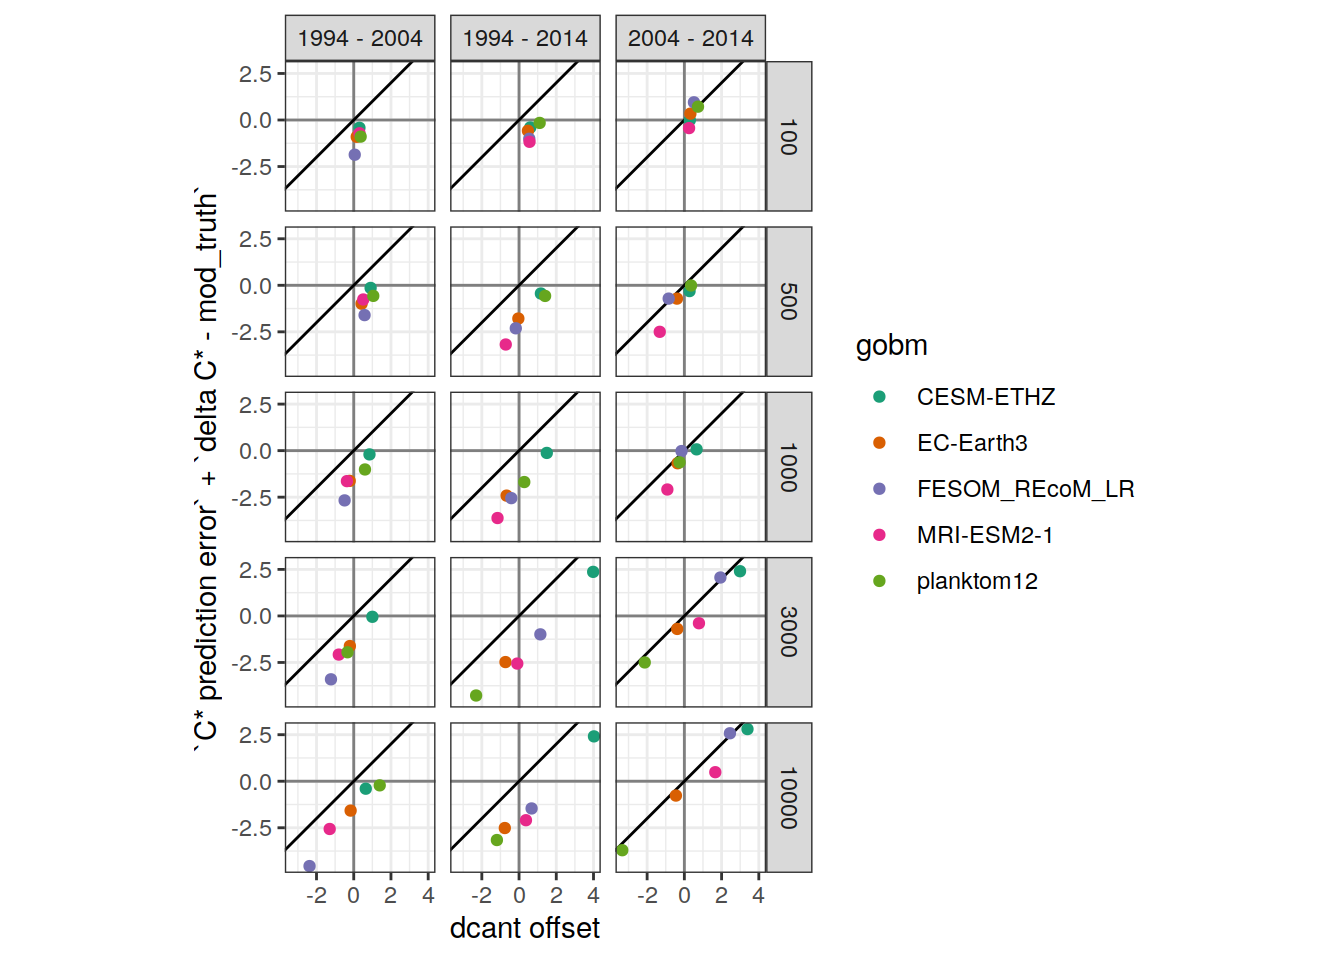 1994 - 2004
1994 - 2014
2004 - 2014
2.5
0.0
-2.5
100
2.5
0.0
-2.5
500
2.5
0.0
-2.5
1000
2.5
0.0
-2.5
3000
2.5
0.0
-2.5
10000
-2 0 2 4
-2 0 2 4
-2 0 2 4
dcant offset
`C* prediction error` + `delta C* - mod_truth`
gobm
CESM-ETHZ
EC-Earth3
FESOM_REcoM_LR
MRI-ESM2-1
planktom12